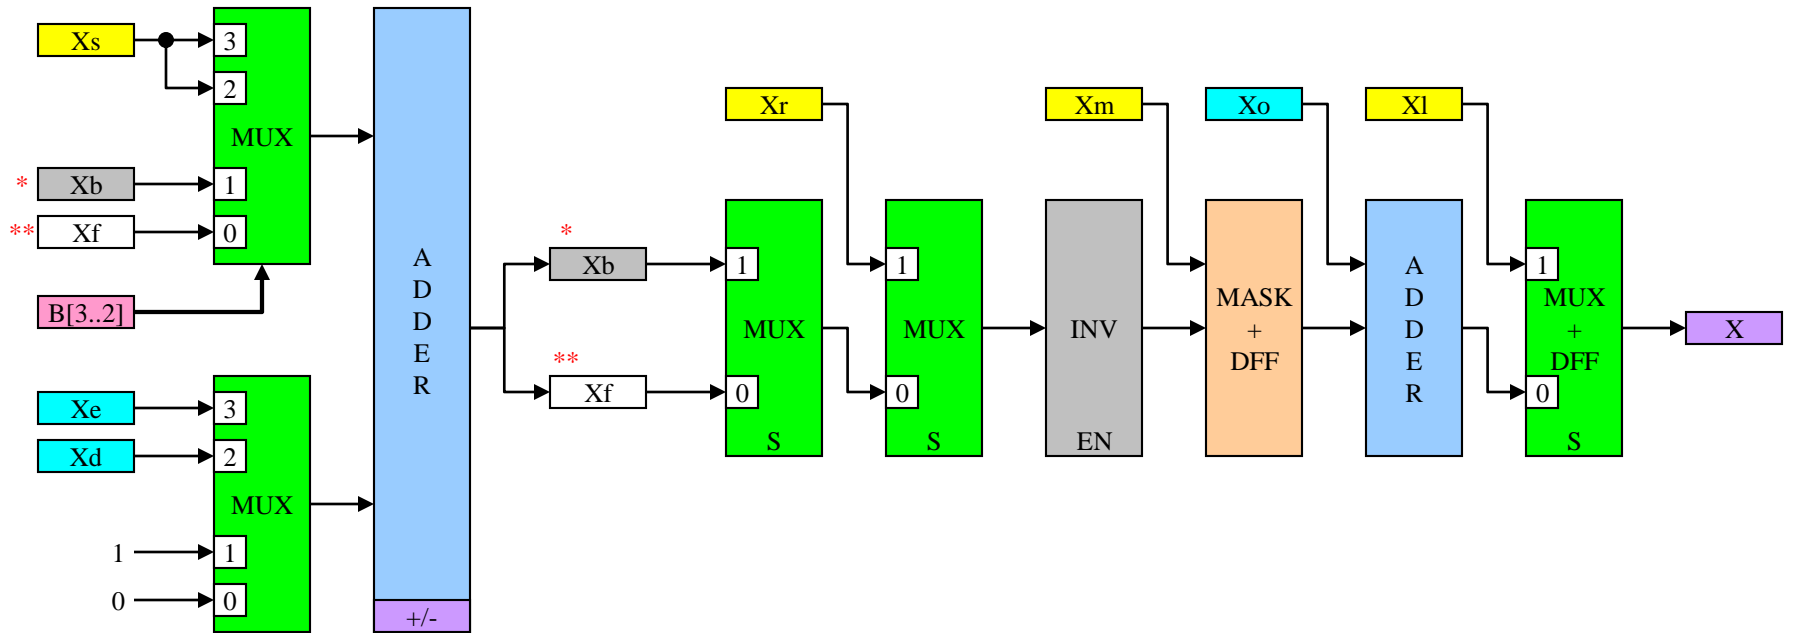 Xs
3
2
MUX
* Xb
1
** Xf
0
B[3..2]
Xe
3
Xd
2
MUX
1
1
0
0
A
D
D
E
R
+/-
*
Xb
**
Xf
1
MUX
0
S
Xr
1
MUX
0
S
INV
EN
Xm
MASK
+
DFF
Xo
A
D
D
E
R
Xl
1
MUX
+
DFF
0
S
X